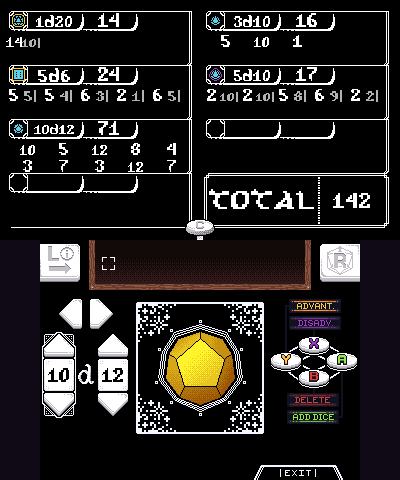 1d20 14
14 10|
5d6 24
5 5| 5 4| 6 3| 2 1| 6 5|
10d12 71
10 5 12 8 4
3 7 3 12 7
3d10 16
5 10 1
5d10 17
2 10| 2 10| 5 8| 6 9| 2 2|
TOTAL 142
C
L
R
10 d 12
ADVANT.
DISADV.
X
Y A
B
DELETE
ADD DICE
|EXIT|